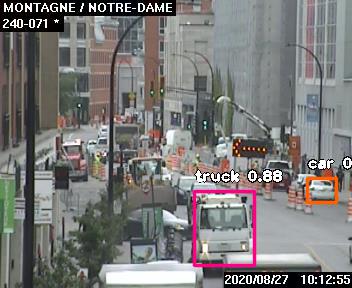 MONTAGNE / NOTRE-DAME
240-071 *
car 0
truck 0.88
2020/08/27 10:12:55